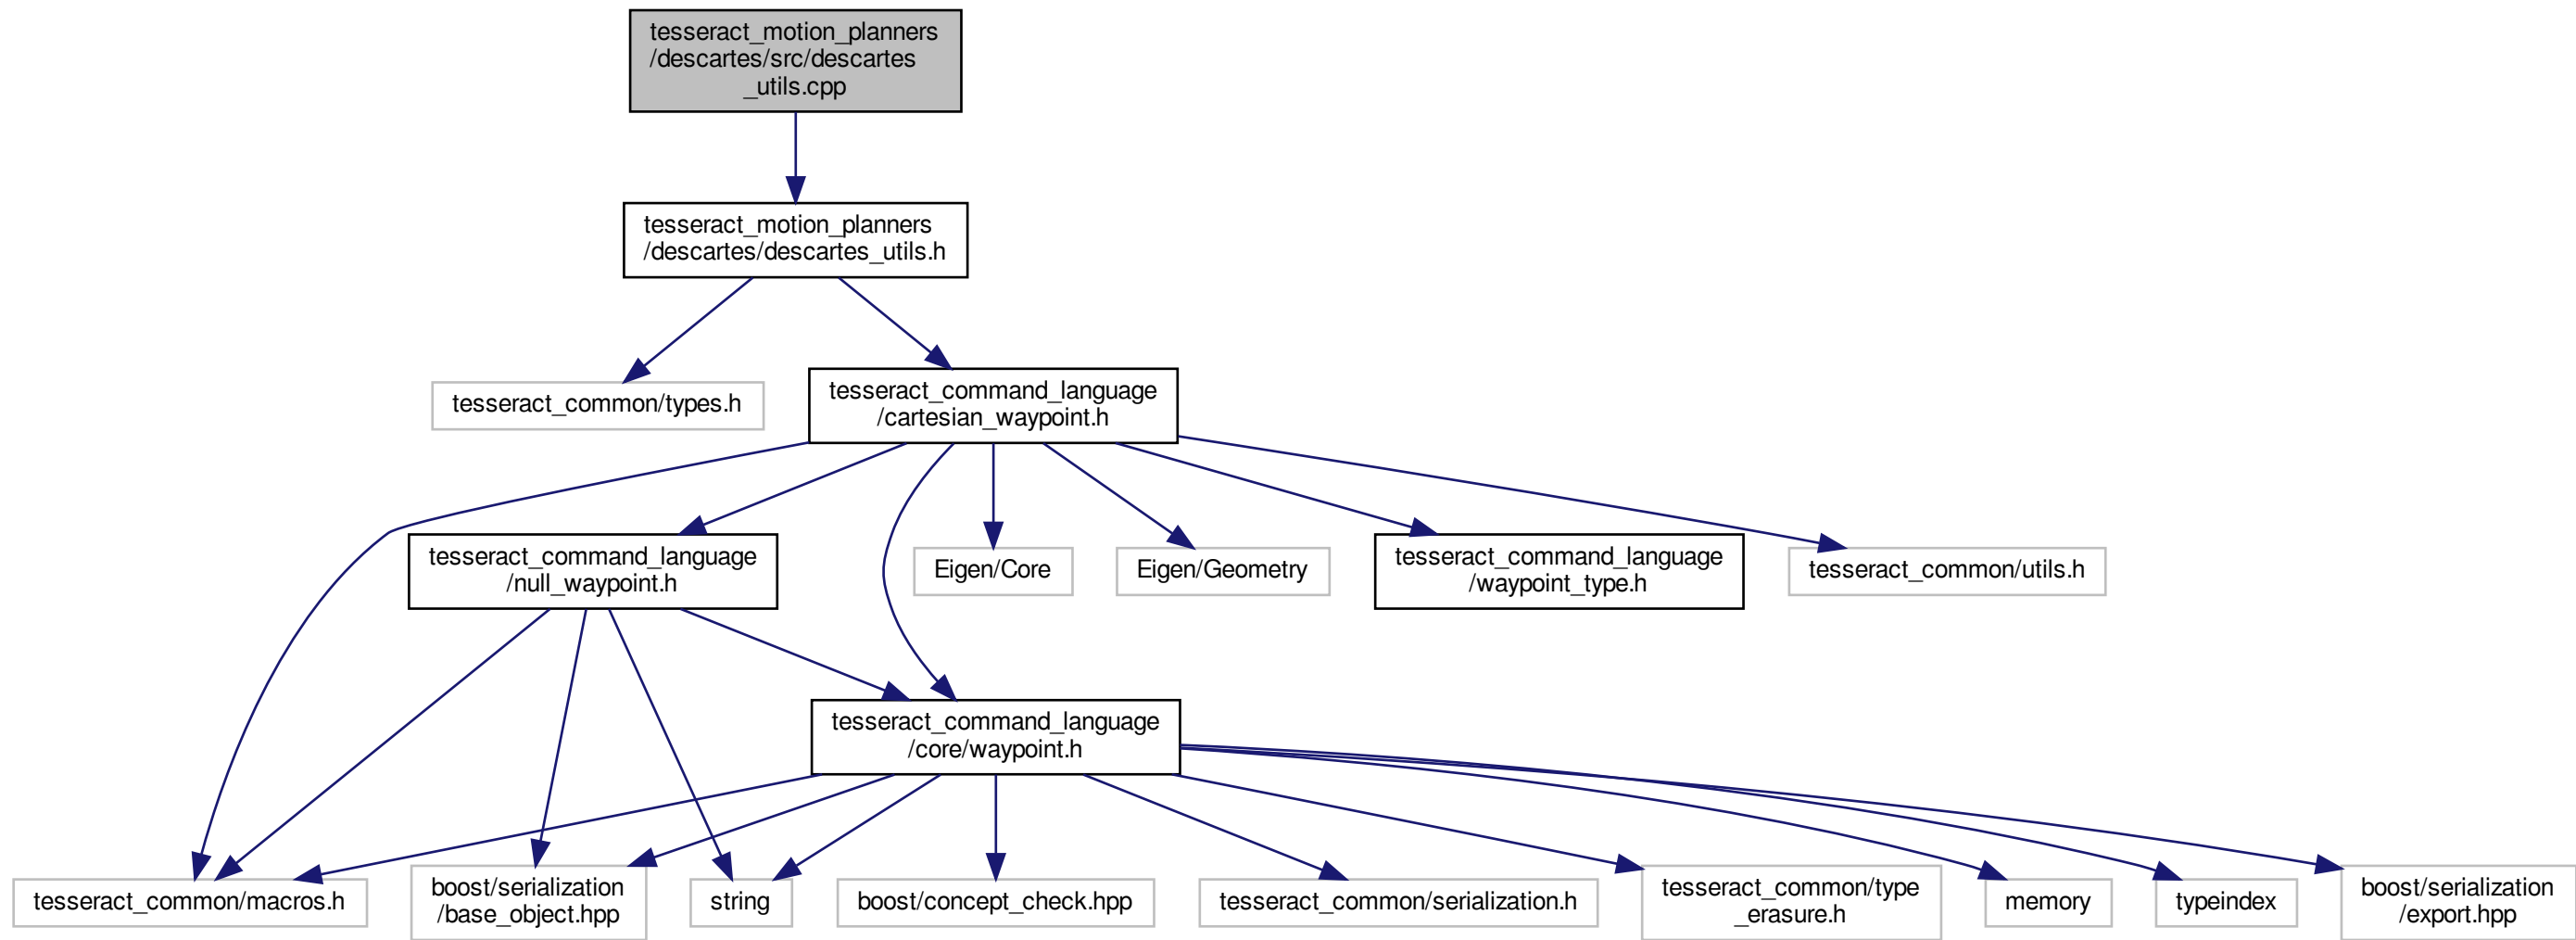 tesseract_motion_planners
/descartes/src/descartes
_utils.cpp
tesseract_motion_planners
/descartes/descartes_utils.h
tesseract_common/types.h
tesseract_command_language
/cartesian_waypoint.h
tesseract_command_language
/null_waypoint.h
Eigen/Core
Eigen/Geometry
tesseract_command_language
/waypoint_type.h
tesseract_common/utils.h
tesseract_command_language
/core/waypoint.h
tesseract_common/macros.h
boost/serialization
/base_object.hpp
string
boost/concept_check.hpp
tesseract_common/serialization.h
tesseract_common/type
_erasure.h
memory
typeindex
boost/serialization
/export.hpp